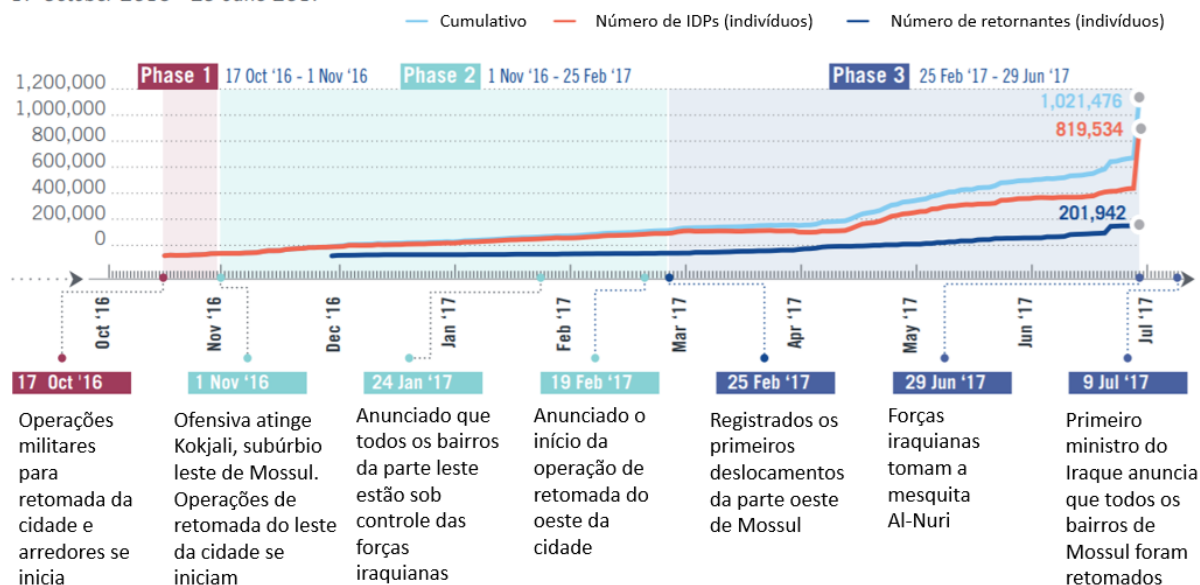 Cumulativo Número de IDPs (indivíduos) Número de retornantes (indivíduos)
Phase 1 17 Oct '16 - 1 Nov '16 Phase 2 1 Nov '16 - 25 Feb '17 Phase 3 25 Feb '17 - 29 Jun '17
1,200,000
1,000,000
800,000
600,000
400,000
200,000
0
1,021,476
819,534
201,942
Oct '16
Nov '16
Dec '16
Jan '17
Feb '17
Mar '17
Apr '17
May '17
Jun '17
Jul '17
17 Oct '16
Operações
militares
para
retomada da
cidade e
arredores se
inicia
1 Nov '16
Ofensiva atinge
Kokjali, subúrbio
leste de Mossul.
Operações de
retomada do leste
da cidade se
iniciam
24 Jan '17
Anunciado que
todos os bairros
da parte leste
estão sob
controle das
forças
iraquianas
19 Feb '17
Anunciado o
início da
operação de
retomada do
oeste da
cidade
25 Feb '17
Registrados os
primeiros
deslocamentos
da parte oeste
de Mossul
29 Jun '17
Forças
iraquianas
tomam a
mesquita
Al-Nuri
9 Jul '17
Primeiro
ministro do
Iraque anuncia
que todos os
bairros de
Mossul foram
retomados